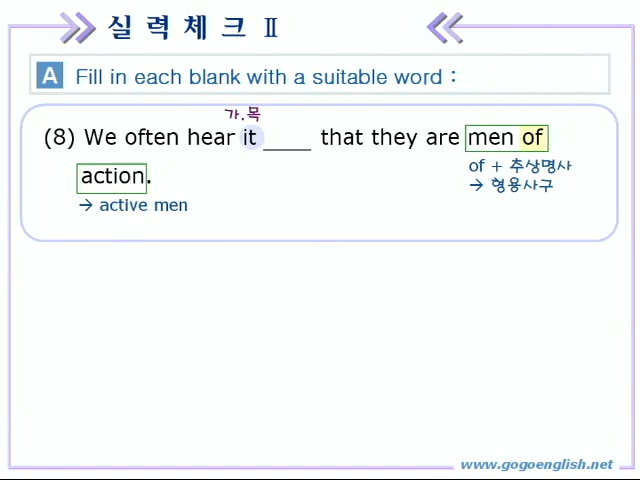 실 력 체 크 Ⅱ
A Fill in each blank with a suitable word :
가.목
(8) We often hear it ____ that they are men of
of + 추상명사
action.
→ 형용사구
→ active men
www.gogoenglish.net